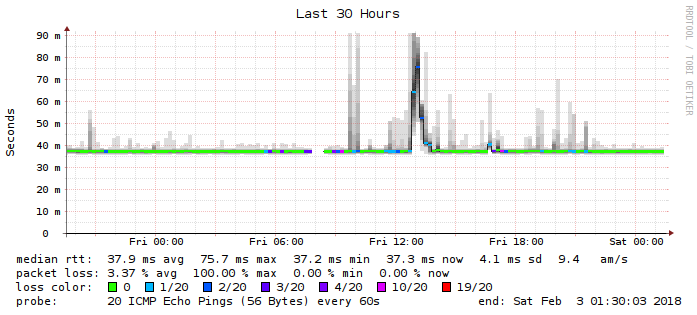 Last 30 Hours
RRDTOOL / TOBI OETIKER
Seconds
90 m
80 m
70 m
60 m
50 m
40 m
30 m
20 m
10 m
0
Fri 00:00 Fri 06:00 Fri 12:00 Fri 18:00 Sat 00:00
median rtt: 37.9 ms avg 75.7 ms max 37.2 ms min 37.3 ms now 4.1 ms sd 9.4 am/s
packet loss: 3.37 % avg 100.00 % max 0.00 % min 0.00 % now
loss color: 0 1/20 2/20 3/20 4/20 10/20 19/20
probe: 20 ICMP Echo Pings (56 Bytes) every 60s end: Sat Feb 3 01:30:03 2018